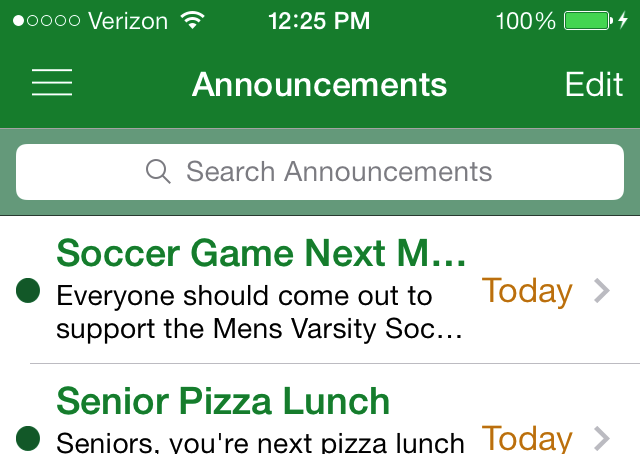 Verizon 12:25 PM 100%
Announcements Edit
Search Announcements
Soccer Game Next M...
Today
Everyone should come out to
support the Mens Varsity Soc...
Senior Pizza Lunch
Today
Seniors, you're next pizza lunch